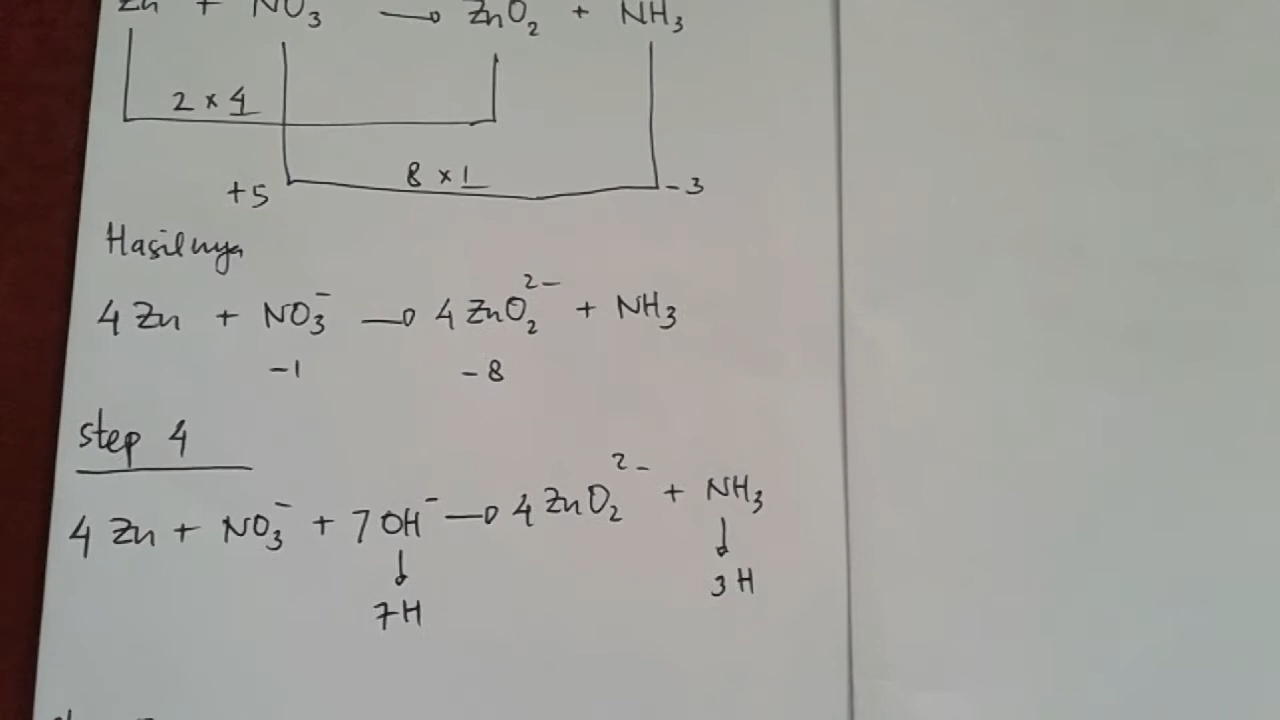 Zn + NO3 → ZnO2 + NH3
2 × 4
8 × 1
+5 -3
Hasilnya
4 Zn + NO3⁻ → 4 ZnO2²⁻ + NH3
-1 -8
step 4
4 Zn + NO3⁻ + 7 OH⁻ → 4 ZnO2²⁻ + NH3
7H 3H